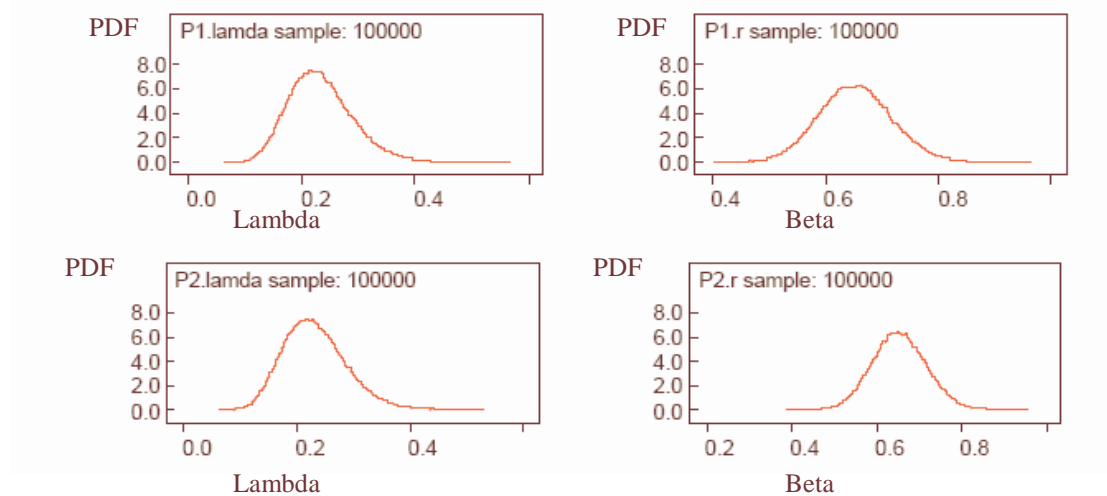 PDF
P1.lamda sample: 100000
8.0
6.0
4.0
2.0
0.0
0.0 0.2 0.4
Lambda
PDF
P1.r sample: 100000
8.0
6.0
4.0
2.0
0.0
0.4 0.6 0.8
Beta
PDF
P2.lamda sample: 100000
8.0
6.0
4.0
2.0
0.0
0.0 0.2 0.4
Lambda
PDF
P2.r sample: 100000
8.0
6.0
4.0
2.0
0.0
0.2 0.4 0.6 0.8
Beta